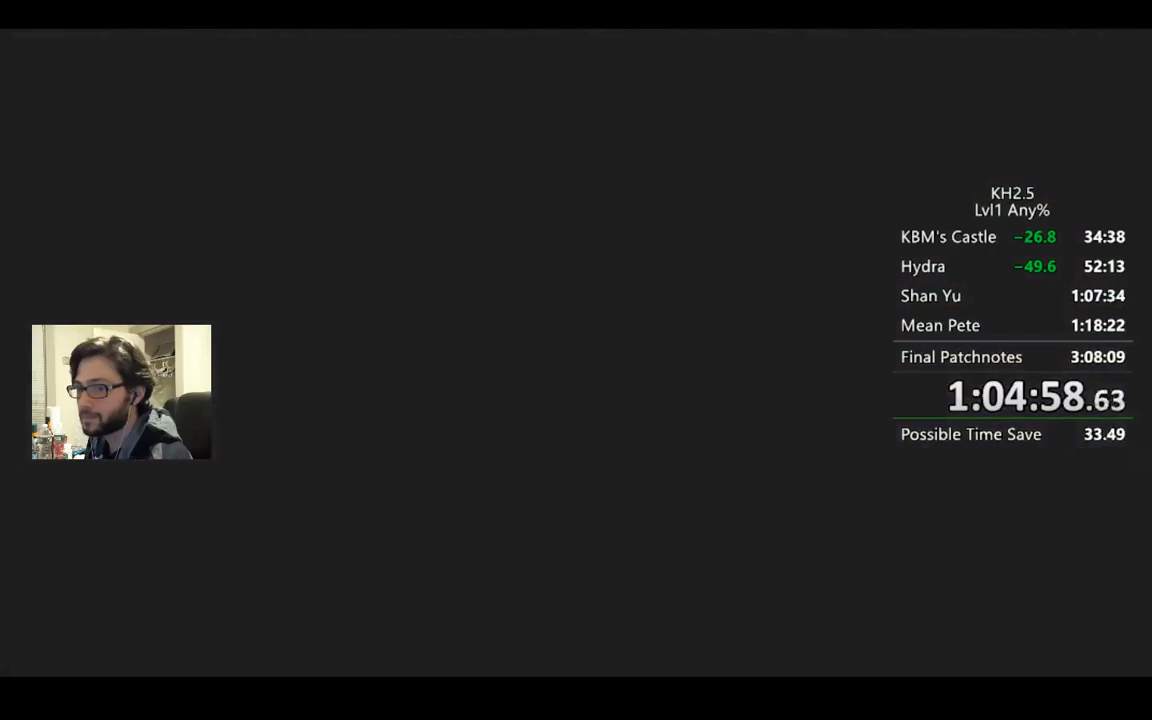 KH2.5
Lvl1 Any%
KBM's Castle −26.8 34:38
Hydra −49.6 52:13
Shan Yu 1:07:34
Mean Pete 1:18:22
Final Patchnotes 3:08:09
1:04:58.63
Possible Time Save 33.49